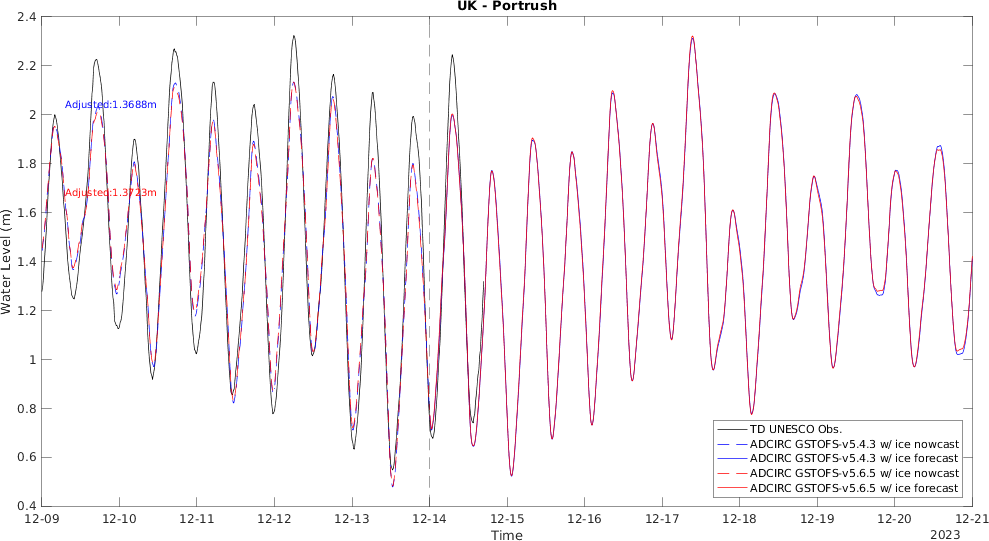 UK - Portrush
2.4
2.2
2
1.8
1.6
1.4
1.2
1
0.8
0.6
0.4
Water Level (m)
Adjusted:1.3688m
Adjusted:1.3723m
TD UNESCO Obs.
ADCIRC GSTOFS-v5.4.3 w/ ice nowcast
ADCIRC GSTOFS-v5.4.3 w/ ice forecast
ADCIRC GSTOFS-v5.6.5 w/ ice nowcast
ADCIRC GSTOFS-v5.6.5 w/ ice forecast
12-09 12-10 12-11 12-12 12-13 12-14 12-15 12-16 12-17 12-18 12-19 12-20 12-21
Time
2023